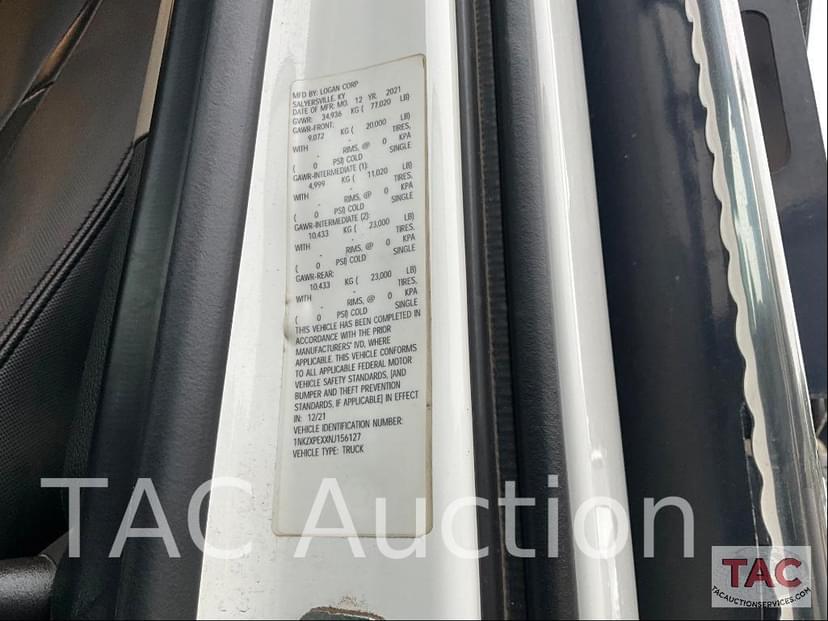 MFD BY: LOGAN CORP
SALYERSVILLE, KY
DATE OF MFR: MO. 12 YR. 2021
GVWR: 34,936 KG ( 77,020 LB)
GAWR-FRONT:
9,072 KG ( 20,000 LB)
WITH - TIRES,
- RIMS, @ 0 KPA
( 0 PSI) COLD SINGLE
GAWR-INTERMEDIATE (1):
4,999 KG ( 11,020 LB)
WITH - TIRES,
- RIMS, @ 0 KPA
( 0 PSI) COLD SINGLE
GAWR-INTERMEDIATE (2):
10,433 KG ( 23,000 LB)
WITH - TIRES,
- RIMS, @ 0 KPA
( 0 PSI) COLD SINGLE
GAWR-REAR:
10,433 KG ( 23,000 LB)
WITH - TIRES,
- RIMS, @ 0 KPA
( 0 PSI) COLD SINGLE
THIS VEHICLE HAS BEEN COMPLETED IN
ACCORDANCE WITH THE PRIOR
MANUFACTURERS' IVD, WHERE
APPLICABLE. THIS VEHICLE CONFORMS
TO ALL APPLICABLE FEDERAL MOTOR
VEHICLE SAFETY STANDARDS, [AND
BUMPER AND THEFT PREVENTION
STANDARDS, IF APPLICABLE] IN EFFECT
IN: 12/21
VEHICLE IDENTIFICATION NUMBER:
1NKZXPEXXNJ156127
VEHICLE TYPE: TRUCK
TAC Auction
TAC
TACAUCTIONSERVICES.COM